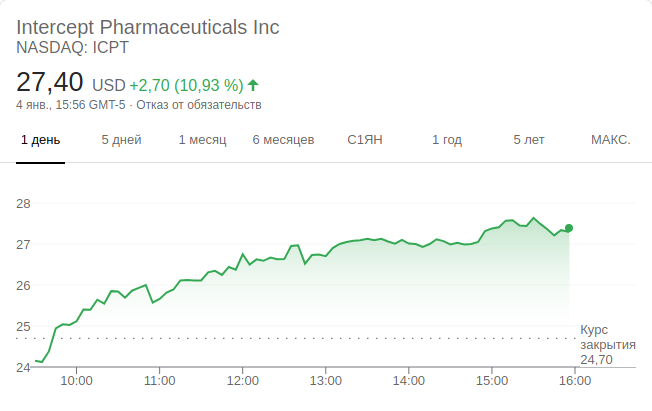 Intercept Pharmaceuticals Inc
NASDAQ: ICPT
27,40 USD +2,70 (10,93 %)
4 янв., 15:56 GMT-5 · Отказ от обязательств
1 день 5 дней 1 месяц 6 месяцев С1ЯН 1 год 5 лет МАКС.
28
27
26
25
24
Курс
закрытия
24,70
10:00 11:00 12:00 13:00 14:00 15:00 16:00